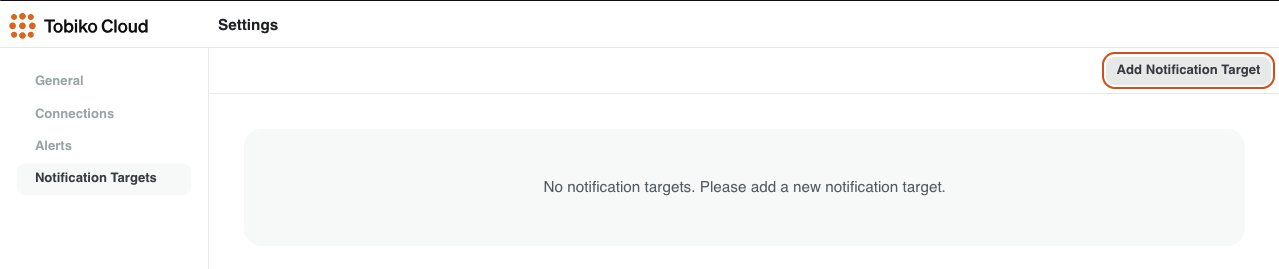 Tobiko Cloud
Settings
General
Connections
Alerts
Notification Targets
Add Notification Target
No notification targets. Please add a new notification target.